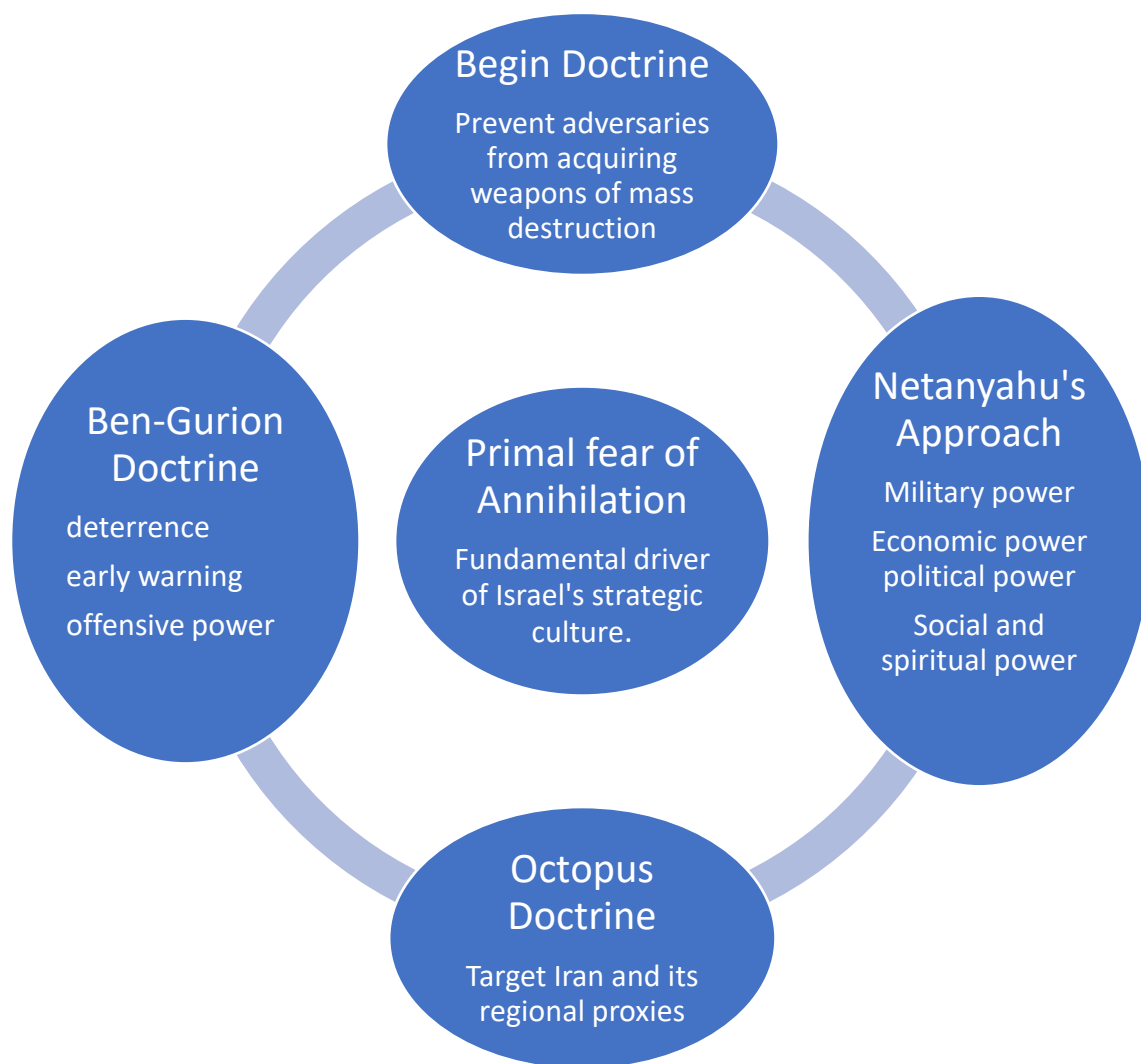 Begin Doctrine
Prevent adversaries
from acquiring
weapons of mass
destruction
Netanyahu's
Approach
Military power
Economic power
political power
Social and
spiritual power
Octopus
Doctrine
Target Iran and its
regional proxies
Ben-Gurion
Doctrine
deterrence
early warning
offensive power
Primal fear of
Annihilation
Fundamental driver
of Israel's strategic
culture.